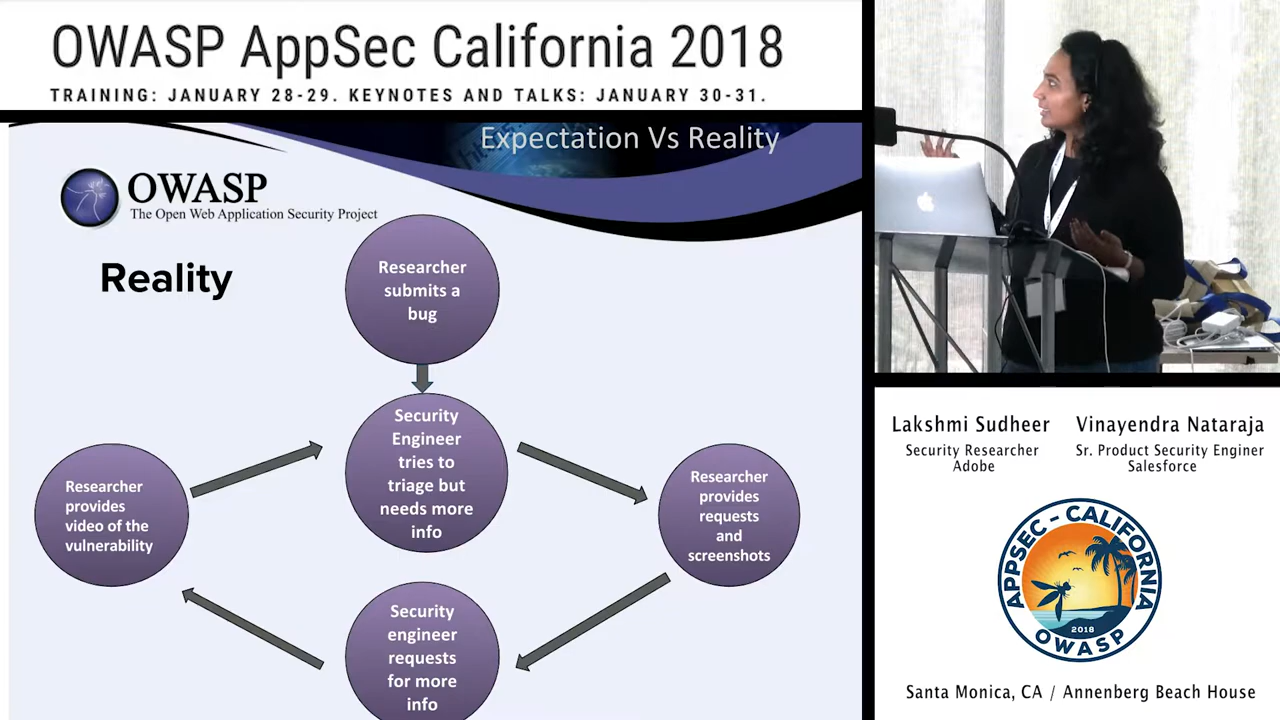 OWASP AppSec California 2018
TRAINING: JANUARY 28-29. KEYNOTES AND TALKS: JANUARY 30-31.
Expectation Vs Reality
OWASP
The Open Web Application Security Project
Reality
Researcher
submits a
bug
Security
Engineer
tries to
triage but
needs more
info
Researcher
provides
requests
and
screenshots
Security
engineer
requests
for more
info
Researcher
provides
video of the
vulnerability
Lakshmi Sudheer
Security Researcher
Adobe
Vinayendra Nataraja
Sr. Product Security Enginer
Salesforce
APPSEC - CALIFORNIA
2018
OWASP
Santa Monica, CA / Annenberg Beach House